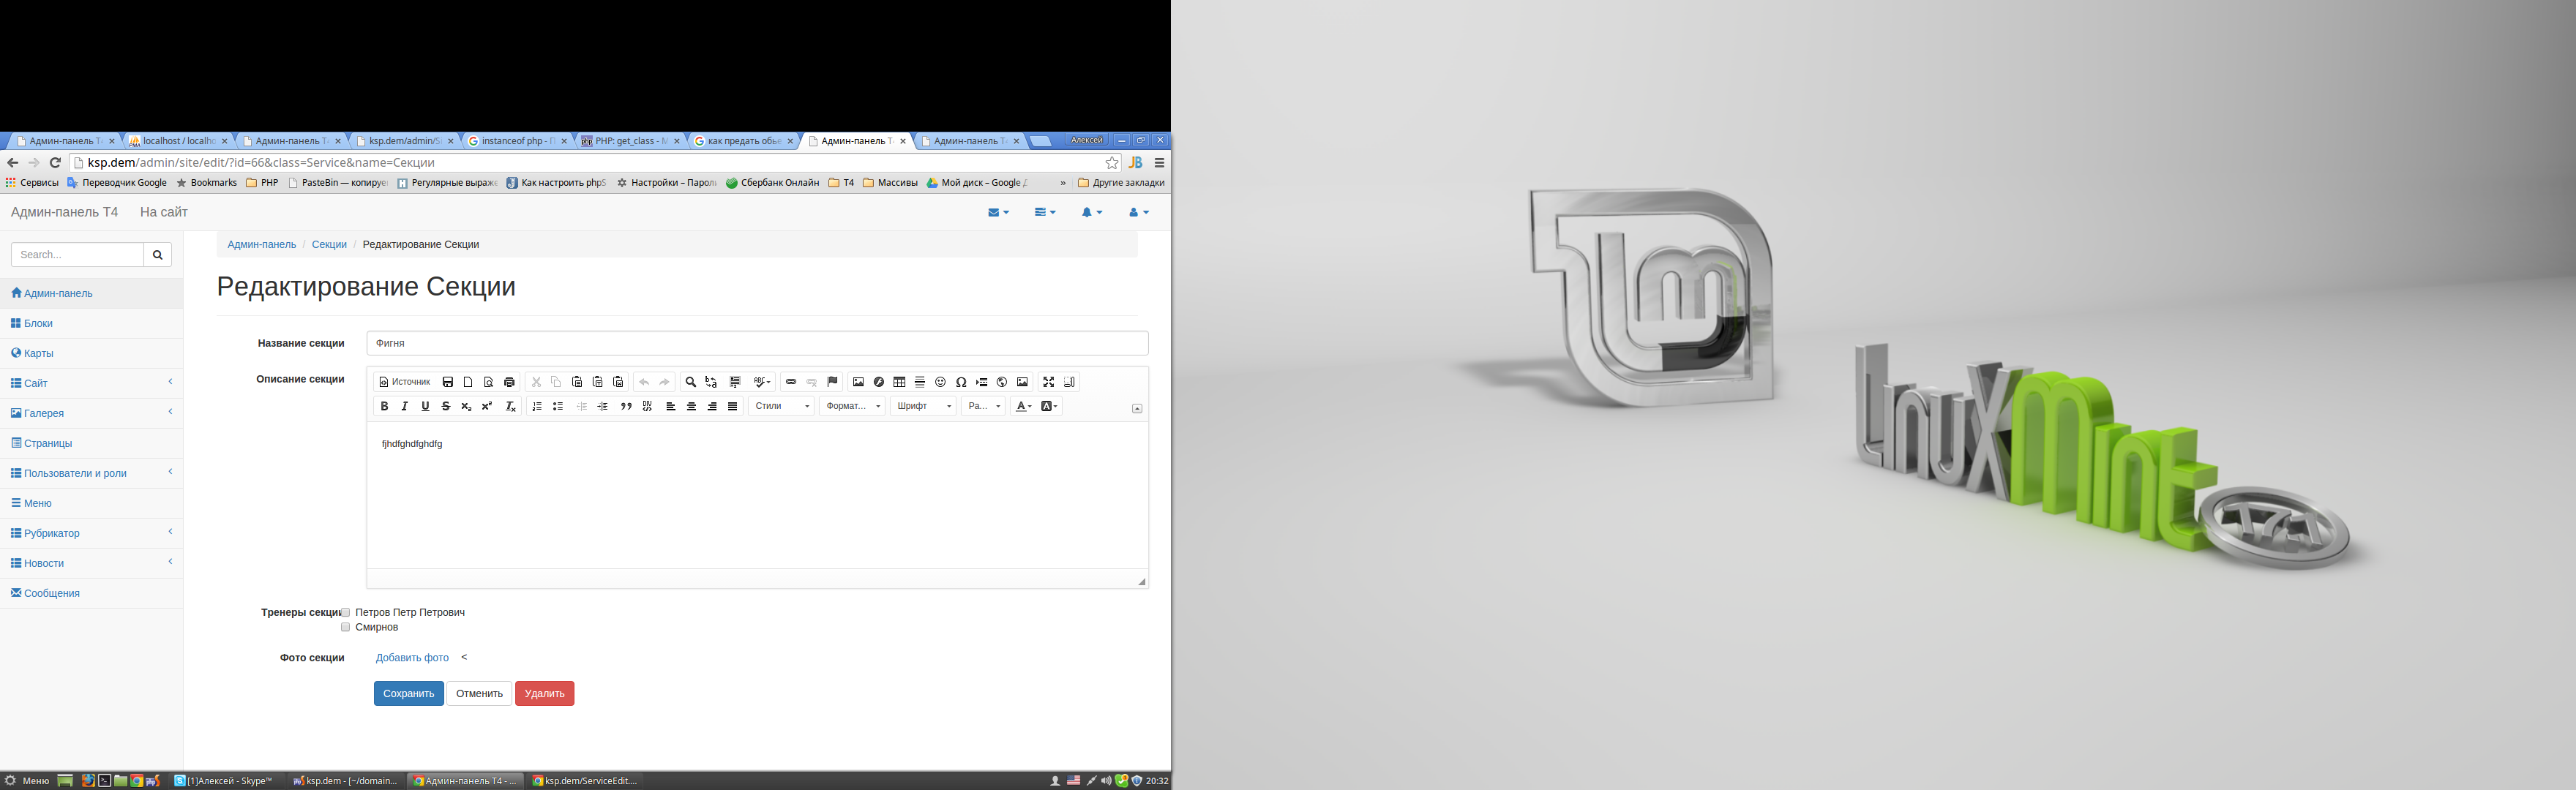 Админ-панель T
localhost / localho
Админ-панель T
ksp.dem/admin/S
instanceof php - П
PHP: get_class - M
как предать объе
Админ-панель T
Админ-панель T
Алексей
ksp.dem/admin/site/edit/?id=66&class=Service&name=Секции
Сервисы
Переводчик Google
Bookmarks
PHP
PasteBin — копируе
Регулярные выраже
Как настроить phpS
Настройки – Парол
Сбербанк Онлайн
T4
Массивы
Мой диск – Google Д
»
Другие закладки
Админ-панель T4
На сайт
Search...
Админ-панель
Блоки
Карты
Сайт
Галерея
Страницы
Пользователи и роли
Меню
Рубрикатор
Новости
Сообщения
Админ-панель / Секции / Редактирование Секции
Редактирование Секции
Название секции
Фигня
Описание секции
Источник
Стили
Формат...
Шрифт
Ра...
fjhdfghdfghdfg
Тренеры секции
Петров Петр Петрович
Смирнов
Фото секции
Добавить фото <
Сохранить
Отменить
Удалить
Меню
[1]Алексей - Skype™
ksp.dem - [~/domain...
Админ-панель T4 - ...
ksp.dem/ServiceEdit....
20:32
Linux Mint 17.1